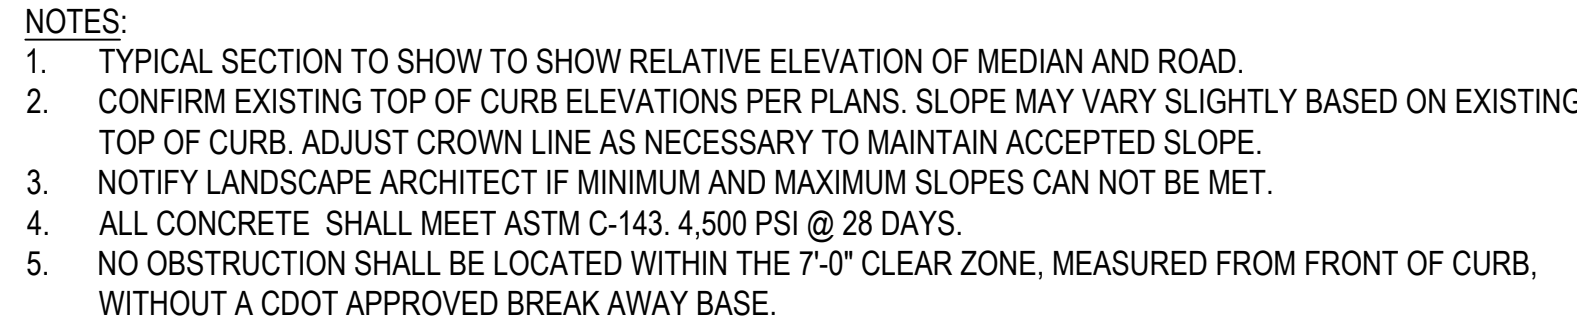 NOTES:
1. TYPICAL SECTION TO SHOW TO SHOW RELATIVE ELEVATION OF MEDIAN AND ROAD.
2. CONFIRM EXISTING TOP OF CURB ELEVATIONS PER PLANS. SLOPE MAY VARY SLIGHTLY BASED ON EXISTING
TOP OF CURB. ADJUST CROWN LINE AS NECESSARY TO MAINTAIN ACCEPTED SLOPE.
3. NOTIFY LANDSCAPE ARCHITECT IF MINIMUM AND MAXIMUM SLOPES CAN NOT BE MET.
4. ALL CONCRETE SHALL MEET ASTM C-143. 4,500 PSI @ 28 DAYS.
5. NO OBSTRUCTION SHALL BE LOCATED WITHIN THE 7'-0" CLEAR ZONE, MEASURED FROM FRONT OF CURB,
WITHOUT A CDOT APPROVED BREAK AWAY BASE.